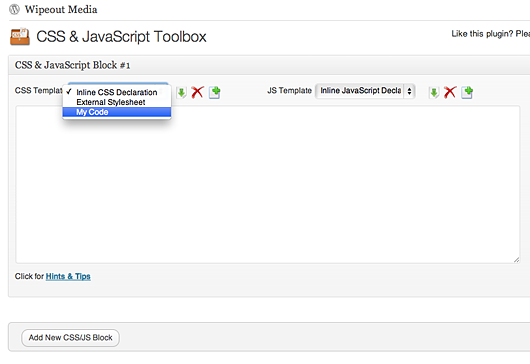 Wipeout Media
CSS & JavaScript Toolbox
Like this plugin? Plea
CSS & JavaScript Block #1
CSS Templat
✓ Inline CSS Declaration
External Stylesheet
My Code
JS Template
Inline JavaScript Decla
Click for Hints & Tips
Add New CSS/JS Block